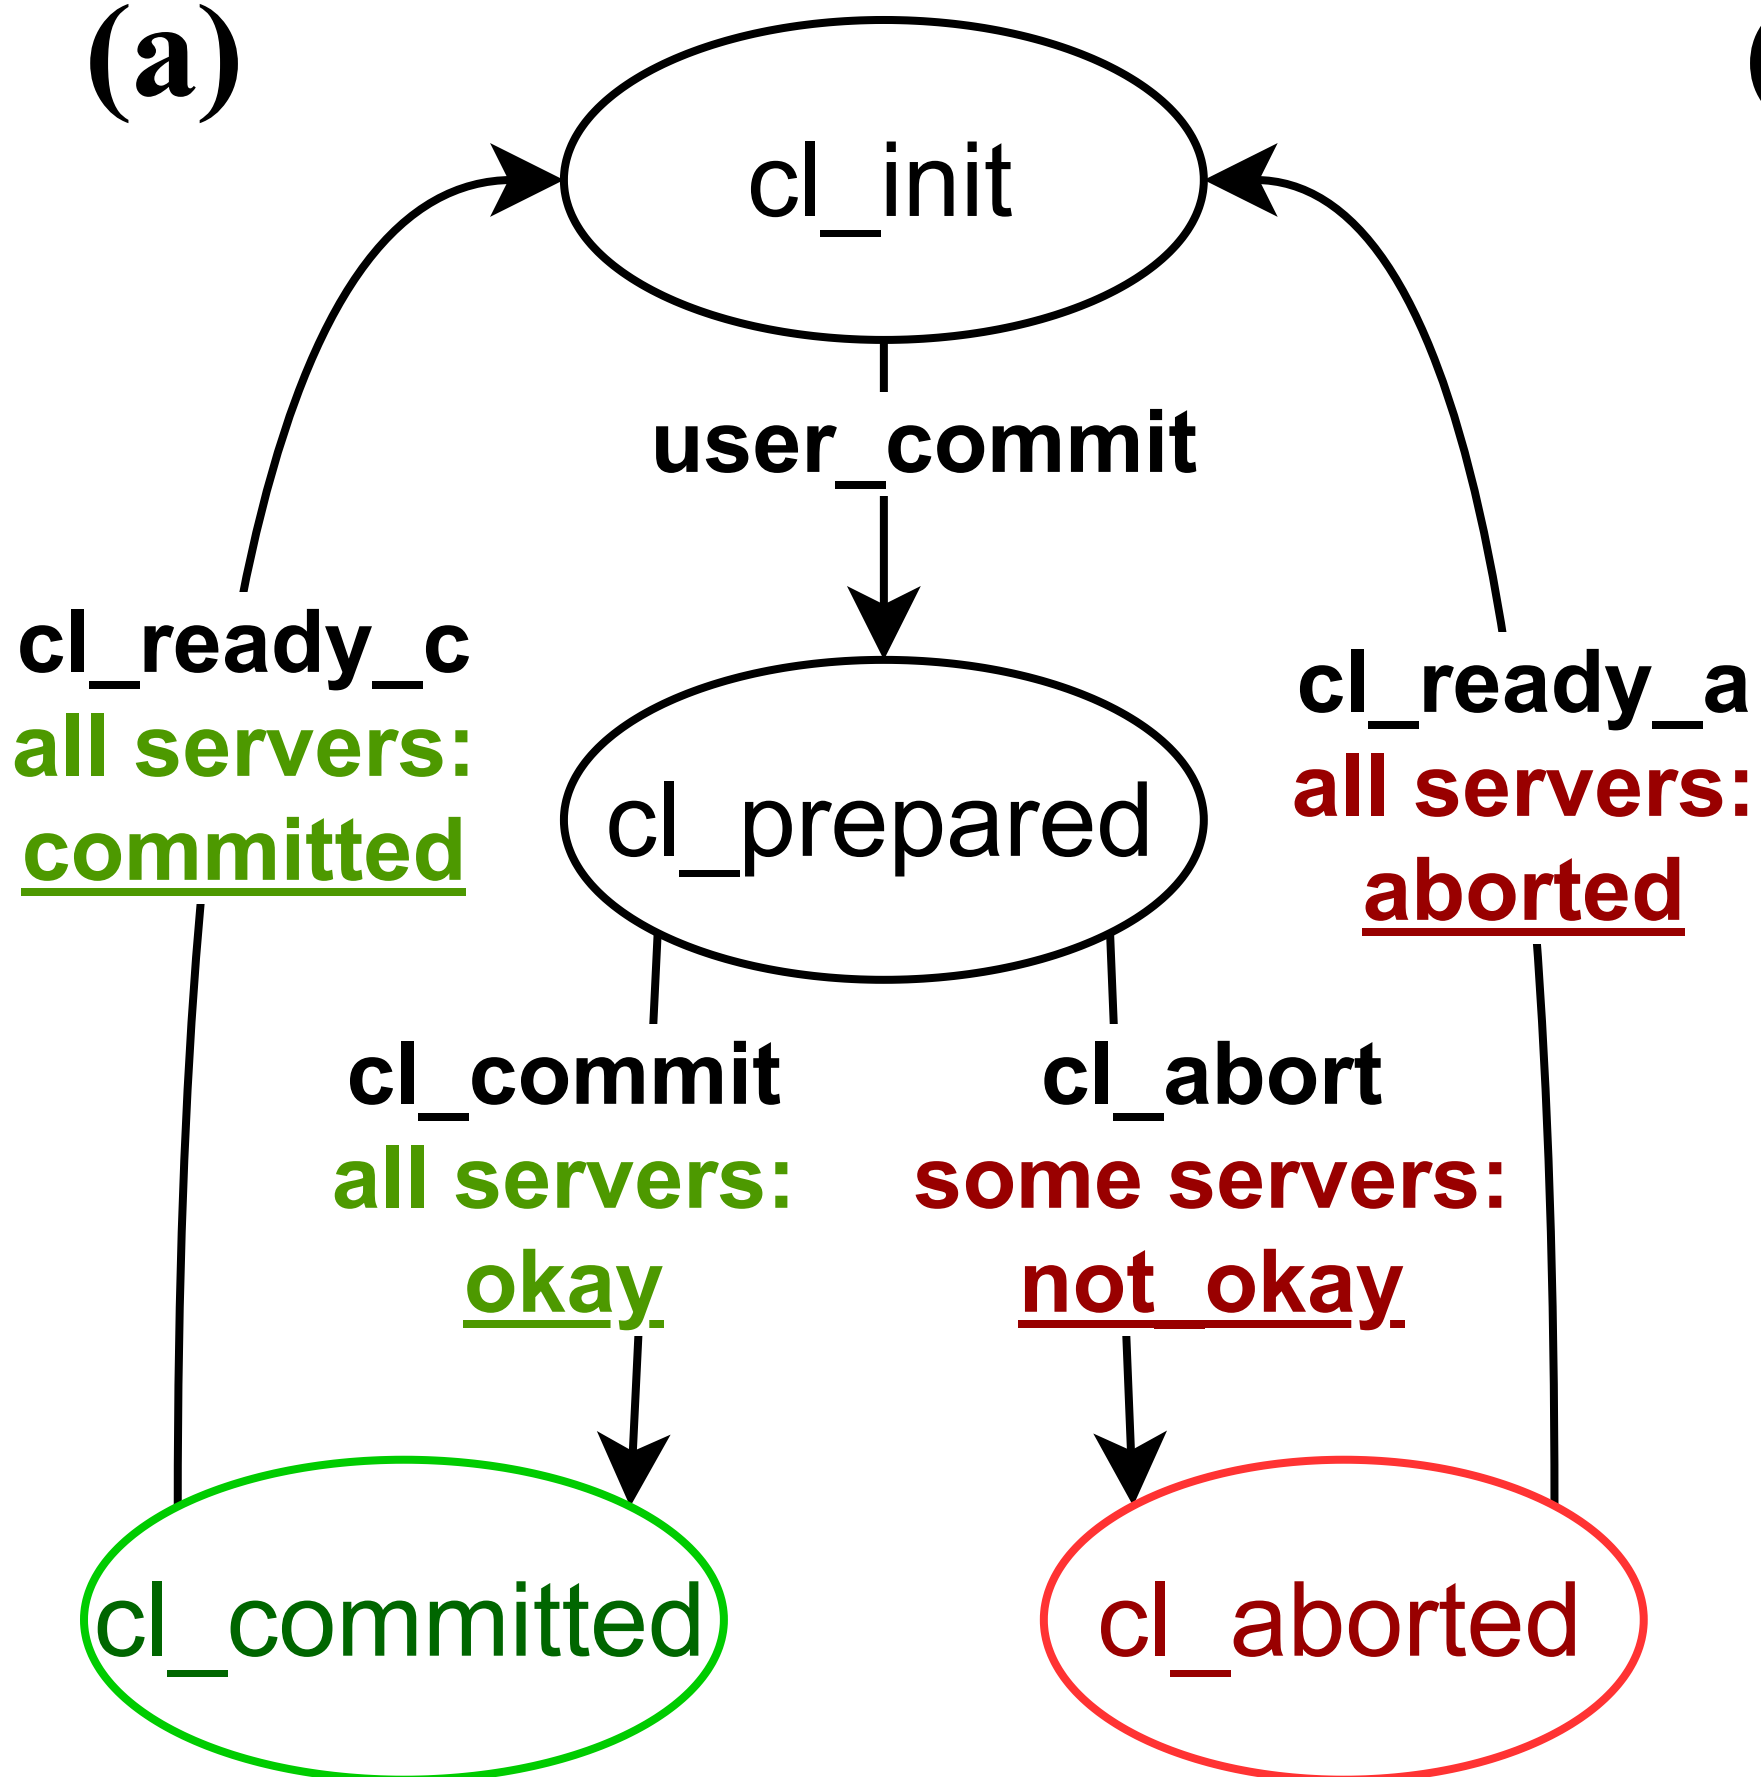 (a)
cl_init
user_commit
cl_ready_c
all servers:
committed
cl_ready_a
all servers:
aborted
cl_prepared
cl_commit
all servers:
okay
cl_abort
some servers:
not_okay
cl_committed
cl_aborted